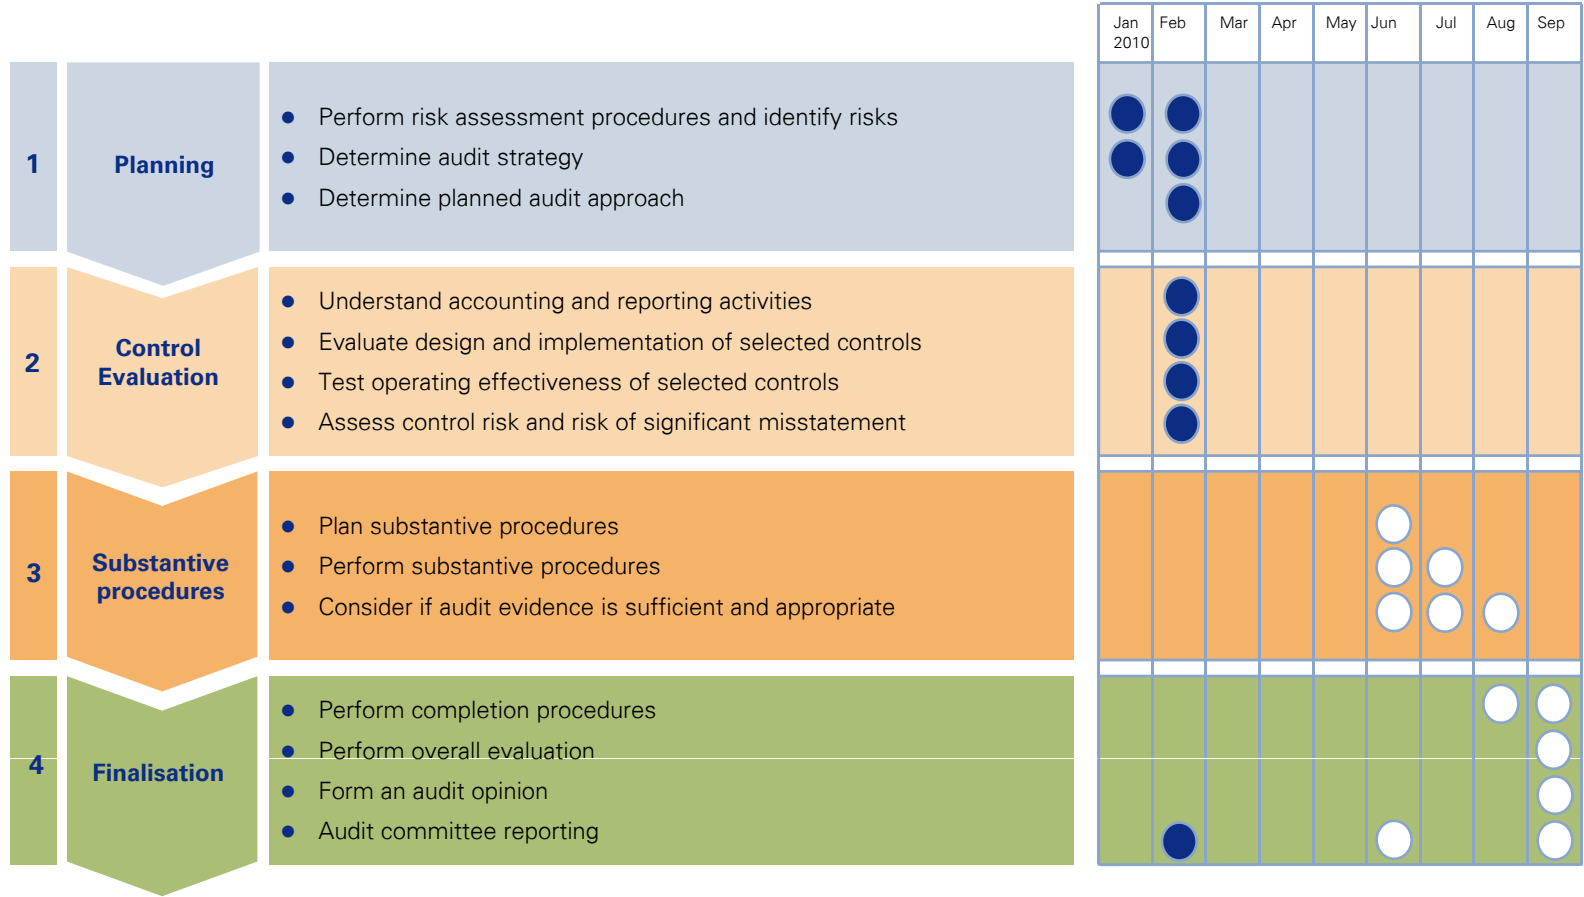 Jan Feb Mar Apr May Jun Jul Aug Sep
2010
1
Planning
● Perform risk assessment procedures and identify risks
● Determine audit strategy
● Determine planned audit approach
2
Control
Evaluation
● Understand accounting and reporting activities
● Evaluate design and implementation of selected controls
● Test operating effectiveness of selected controls
● Assess control risk and risk of significant misstatement
3
Substantive
procedures
● Plan substantive procedures
● Perform substantive procedures
● Consider if audit evidence is sufficient and appropriate
4
Finalisation
● Perform completion procedures
● Perform overall evaluation
● Form an audit opinion
● Audit committee reporting